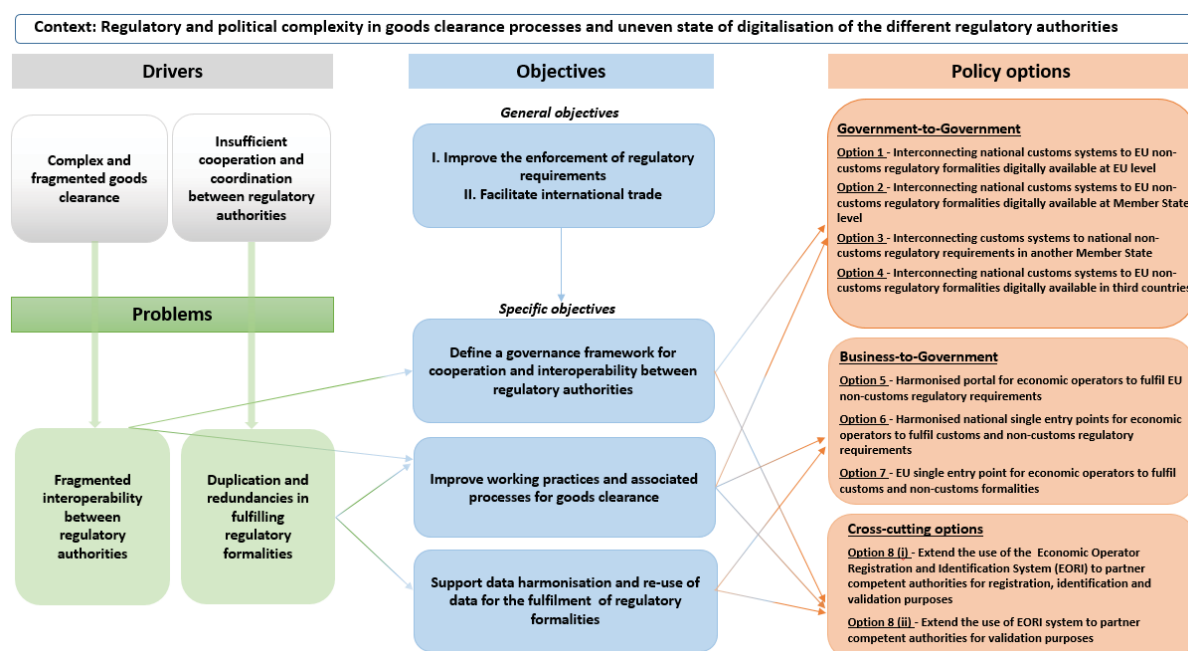 Context: Regulatory and political complexity in goods clearance processes and uneven state of digitalisation of the different regulatory authorities
Drivers
Complex and
fragmented goods
clearance
Insufficient
cooperation and
coordination
between regulatory
authorities
Problems
Fragmented
interoperability
between
regulatory
authorities
Duplication and
redundancies in
fulfilling
regulatory
formalities
Objectives
General objectives
I. Improve the enforcement of regulatory
requirements
II. Facilitate international trade
Specific objectives
Define a governance framework for
cooperation and interoperability between
regulatory authorities
Improve working practices and associated
processes for goods clearance
Support data harmonisation and re-use of
data for the fulfilment of regulatory
formalities
Policy options
Government-to-Government
Option 1 - Interconnecting national customs systems to EU non-
customs regulatory formalities digitally available at EU level
Option 2 - Interconnecting national customs systems to EU non-
customs regulatory formalities digitally available at Member State
level
Option 3 - Interconnecting customs systems to national non-
customs regulatory requirements in another Member State
Option 4 - Interconnecting national customs systems to EU non-
customs regulatory formalities digitally available in third countries
Business-to-Government
Option 5 - Harmonised portal for economic operators to fulfil EU
non-customs regulatory requirements
Option 6 - Harmonised national single entry points for economic
operators to fulfil customs and non-customs regulatory
requirements
Option 7 - EU single entry point for economic operators to fulfil
customs and non-customs formalities
Cross-cutting options
Option 8 (i) - Extend the use of the Economic Operator
Registration and Identification System (EORI) to partner
competent authorities for registration, identification and
validation purposes
Option 8 (ii) - Extend the use of EORI system to partner
competent authorities for validation purposes